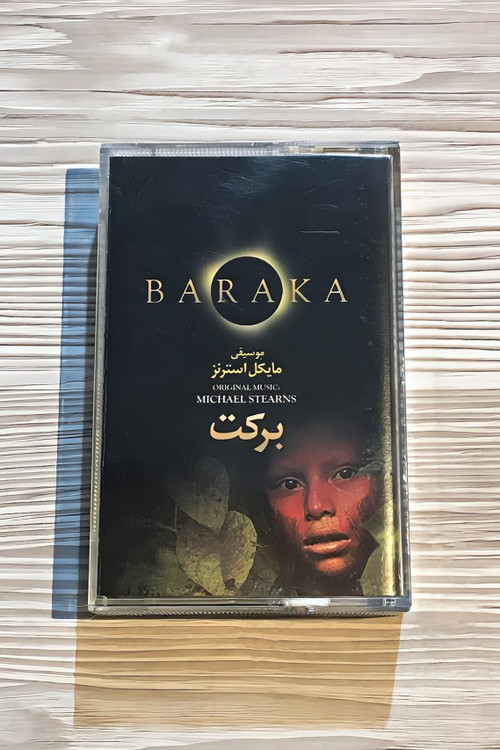 BARAKA
موسیقی
مایکل استرنز
ORIGINAL MUSIC:
MICHAEL STEARNS
برکت